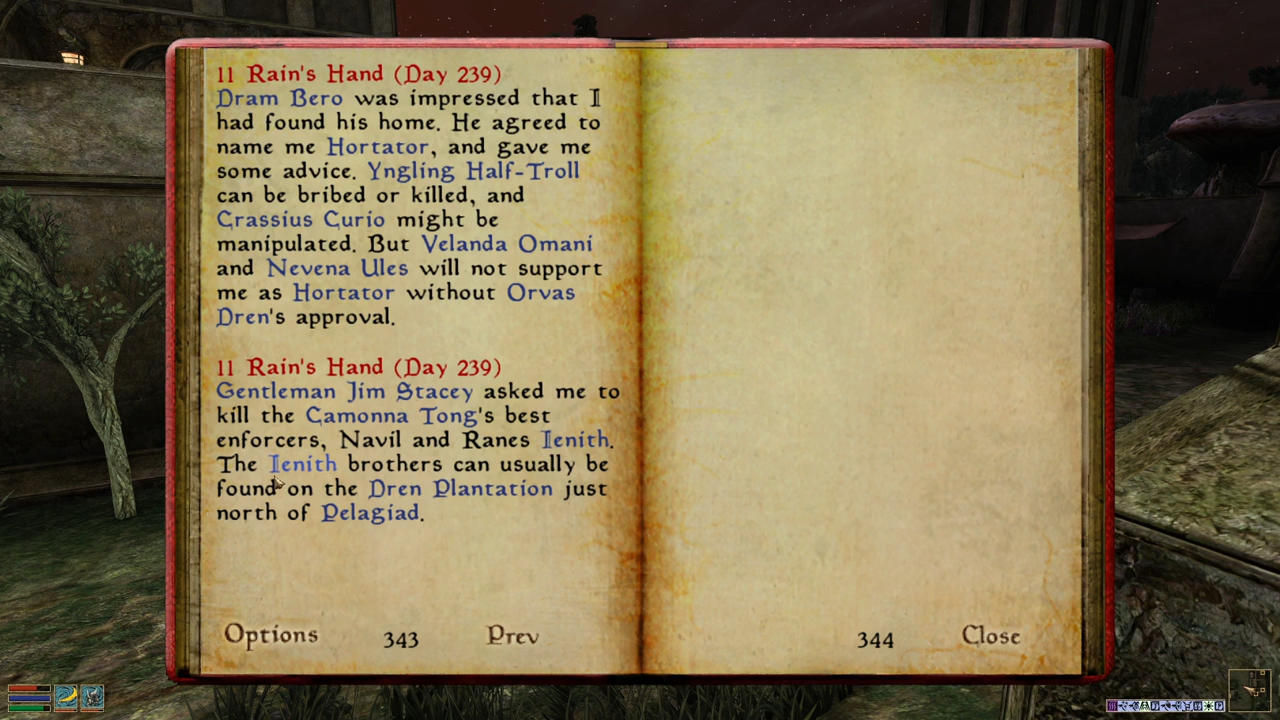 11 Rain's Hand (Day 239)
Dram Bero was impressed that I
had found his home. He agreed to
name me Hortator, and gave me
some advice. Yngling Half-Troll
can be bribed or killed, and
Crassius Curio might be
manipulated. But Velanda Omani
and Nevena Ules will not support
me as Hortator without Orvas
Dren's approval.
11 Rain's Hand (Day 239)
Gentleman Jim Stacey asked me to
kill the Camonna Tong's best
enforcers, Navil and Ranes Ienith.
The Ienith brothers can usually be
found on the Dren Plantation just
north of Pelagiad.
Options 343 Prev 344 Close